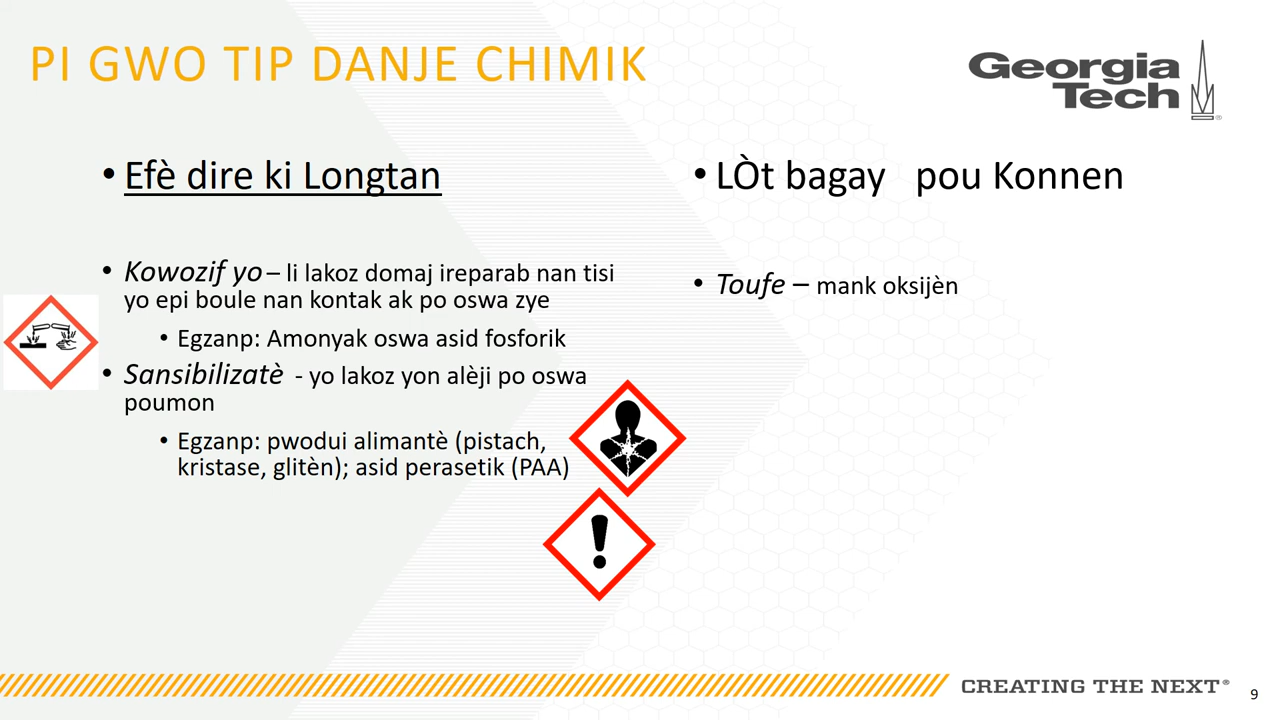 PI GWO TIP DANJE CHIMIK
Georgia
Tech
• Efè dire ki Longtan
• Kowozif yo – li lakoz domaj ireparab nan tisi
yo epi boule nan kontak ak po oswa zye
• Egzanp: Amonyak oswa asid fosforik
• Sansibilizatè - yo lakoz yon alèji po oswa
poumon
• Egzanp: pwodui alimantè (pistach,
kristase, glitèn); asid perasetik (PAA)
• LÒt bagay pou Konnen
• Toufe – mank oksijèn
CREATING THE NEXT®
9